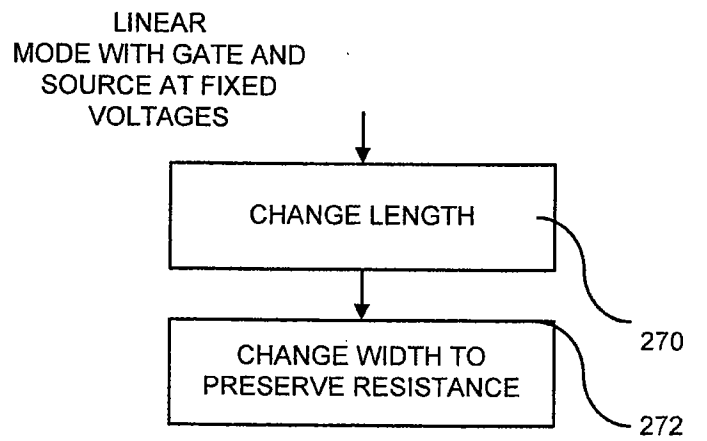 LINEAR
MODE WITH GATE AND
SOURCE AT FIXED
VOLTAGES
CHANGE LENGTH
270
CHANGE WIDTH TO
PRESERVE RESISTANCE
272